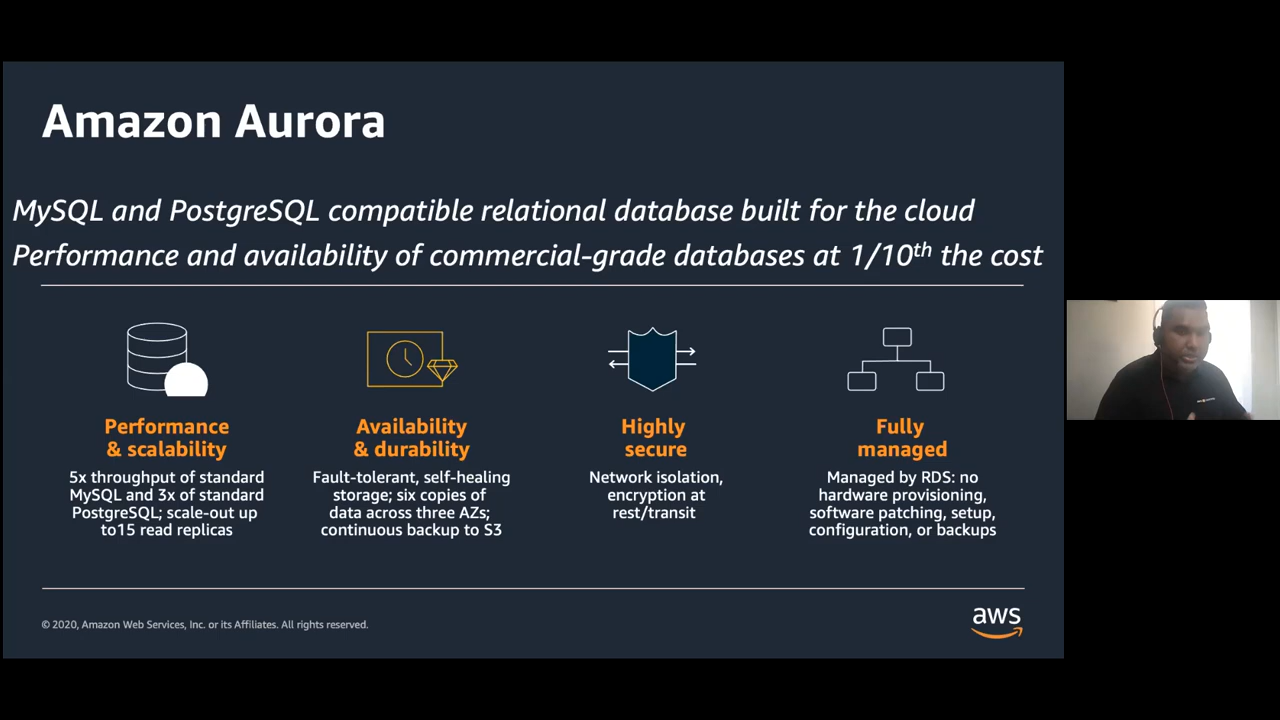 Amazon Aurora
MySQL and PostgreSQL compatible relational database built for the cloud
Performance and availability of commercial-grade databases at 1/10th the cost
Performance
& scalability
5x throughput of standard
MySQL and 3x of standard
PostgreSQL; scale-out up
to15 read replicas
Availability
& durability
Fault-tolerant, self-healing
storage; six copies of
data across three AZs;
continuous backup to S3
Highly
secure
Network isolation,
encryption at
rest/transit
Fully
managed
Managed by RDS: no
hardware provisioning,
software patching, setup,
configuration, or backups
© 2020, Amazon Web Services, Inc. or its Affiliates. All rights reserved.
aws